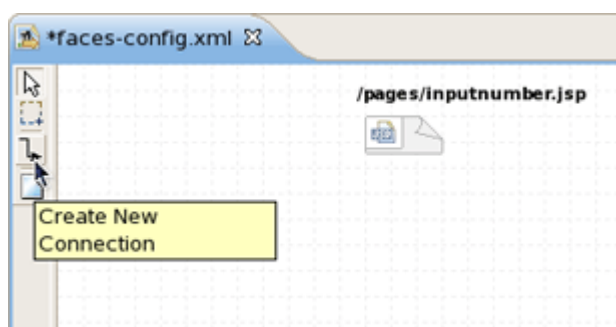 *faces-config.xml
/pages/inputnumber.jsp
Create New
Connection